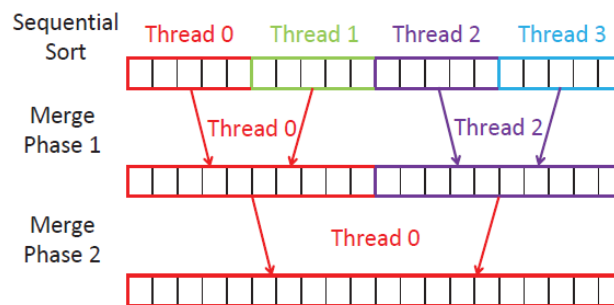 Sequential Sort
Thread 0
Thread 1
Thread 2
Thread 3
Merge
Phase 1
Thread 0
Thread 2
Merge
Phase 2
Thread 0